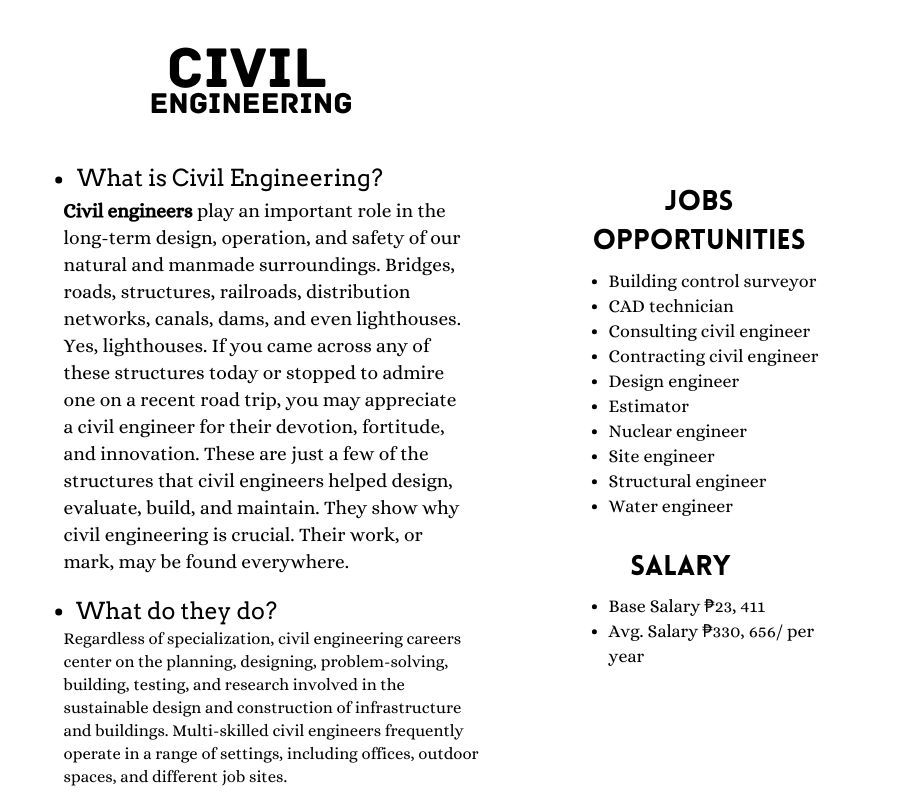 CIVIL
ENGINEERING
• What is Civil Engineering?
Civil engineers play an important role in the
long-term design, operation, and safety of our
natural and manmade surroundings. Bridges,
roads, structures, railroads, distribution
networks, canals, dams, and even lighthouses.
Yes, lighthouses. If you came across any of
these structures today or stopped to admire
one on a recent road trip, you may appreciate
a civil engineer for their devotion, fortitude,
and innovation. These are just a few of the
structures that civil engineers helped design,
evaluate, build, and maintain. They show why
civil engineering is crucial. Their work, or
mark, may be found everywhere.
• What do they do?
Regardless of specialization, civil engineering careers
center on the planning, designing, problem-solving,
building, testing, and research involved in the
sustainable design and construction of infrastructure
and buildings. Multi-skilled civil engineers frequently
operate in a range of settings, including offices, outdoor
spaces, and different job sites.
JOBS
OPPORTUNITIES
• Building control surveyor
• CAD technician
• Consulting civil engineer
• Contracting civil engineer
• Design engineer
• Estimator
• Nuclear engineer
• Site engineer
• Structural engineer
• Water engineer
SALARY
• Base Salary ₱23, 411
• Avg. Salary ₱330, 656/ per
year